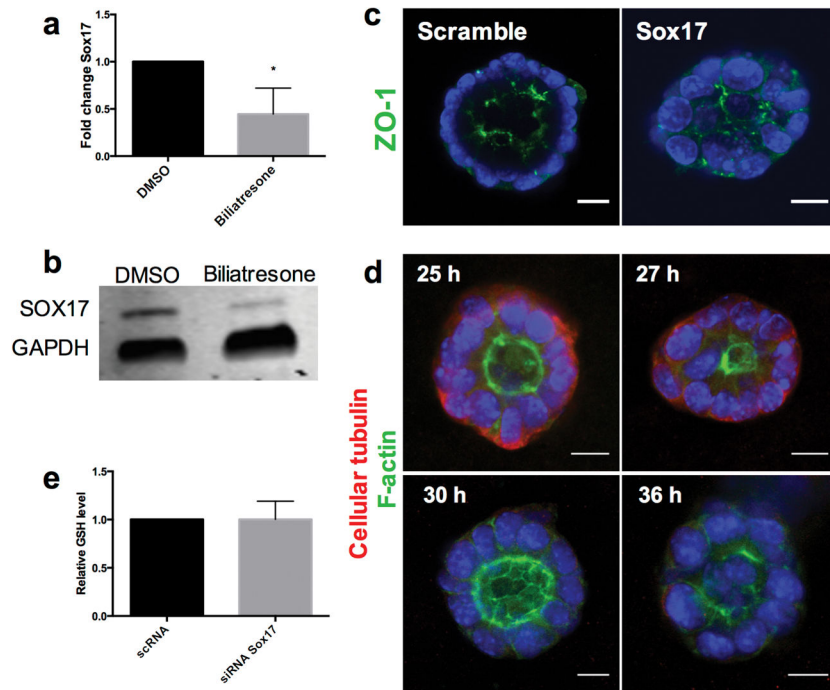 a
Fold change Sox17
1.5
1.0
0.5
0.0
*
DMSO
Biliatresone
b
DMSO Biliatresone
SOX17
GAPDH
e
Relative GSH level
1.5
1.0
0.5
0.0
scRNA
siRNA Sox17
c
ZO-1
Scramble
Sox17
d
Cellular tubulin
F-actin
25 h
27 h
30 h
36 h